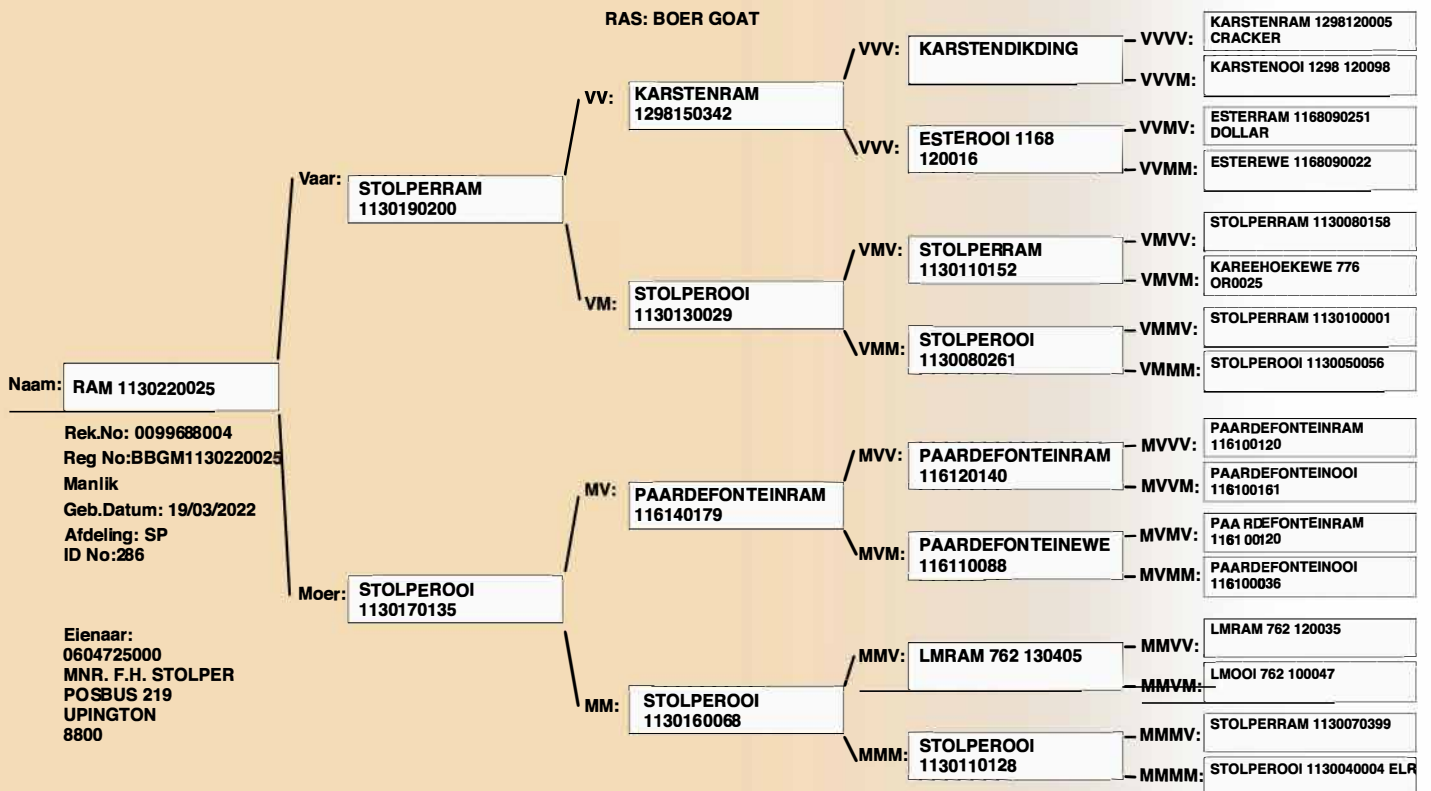 RAS: BOER GOAT
Naam: RAM 1130220025
Rek.No: 0099688004
Reg No:BBGM1130220025
Manlik
Geb.Datum: 19/03/2022
Afdeling: SP
ID No:286
Eienaar:
0604725000
MNR. F.H. STOLPER
POSBUS 219
UPINGTON
8800
Vaar: STOLPERRAM
1130190200
Moer: STOLPEROOI
1130170135
VV: KARSTENRAM
1298150342
VM: STOLPEROOI
1130130029
MV: PAARDEFONTEINRAM
116140179
MM: STOLPEROOI
1130160068
VVV: KARSTENDIKDING
VVV: ESTEROOI 1168
120016
VMV: STOLPERRAM
1130110152
VMM: STOLPEROOI
1130080261
MVV: PAARDEFONTEINRAM
116120140
MVM: PAARDEFONTEINEWE
116110088
MMV: LMRAM 762 130405
MMM: STOLPEROOI
1130110128
VVVV: KARSTENRAM 1298120005
CRACKER
VVVM: KARSTENOOI 1298 120098
VVMV: ESTERRAM 1168090251
DOLLAR
VVMM: ESTEREWE 1168090022
VMVV: STOLPERRAM 1130080158
VMVM: KAREEHOEKEWE 776
OR0025
VMMV: STOLPERRAM 1130100001
VMMM: STOLPEROOI 1130050056
MVVV: PAARDEFONTEINRAM
116100120
MVVM: PAARDEFONTEINOOI
116100161
MVMV: PAA RDEFONTEINRAM
1161 00120
MVMM: PAARDEFONTEINOOI
116100036
MMVV: LMRAM 762 120035
MMVM: LMOOI 762 100047
MMMV: STOLPERRAM 1130070399
MMMM: STOLPEROOI 1130040004 ELR